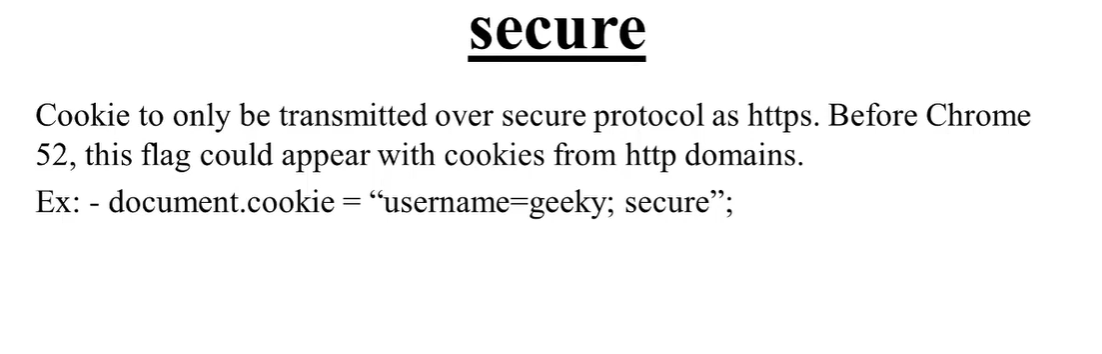 secure
Cookie to only be transmitted over secure protocol as https. Before Chrome
52, this flag could appear with cookies from http domains.
Ex: - document.cookie = “username=geeky; secure”;